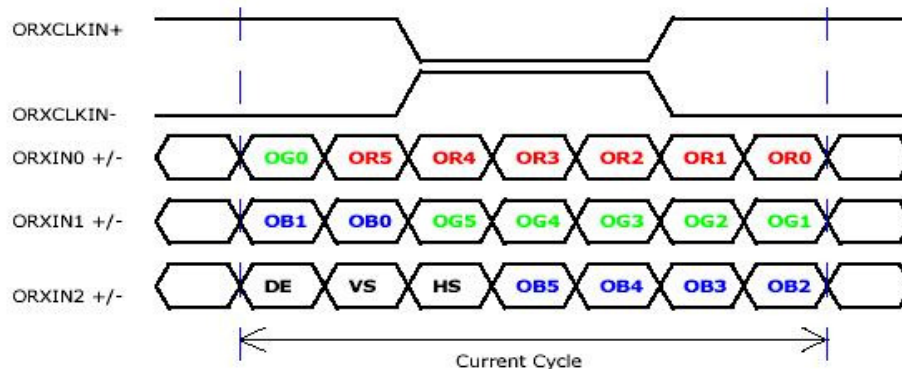 ORXCLKIN+
ORXCLKIN-
ORXIN0 +/- OG0 OR5 OR4 OR3 OR2 OR1 OR0
ORXIN1 +/- OB1 OB0 OG5 OG4 OG3 OG2 OG1
ORXIN2 +/- DE VS HS OB5 OB4 OB3 OB2
Current Cycle